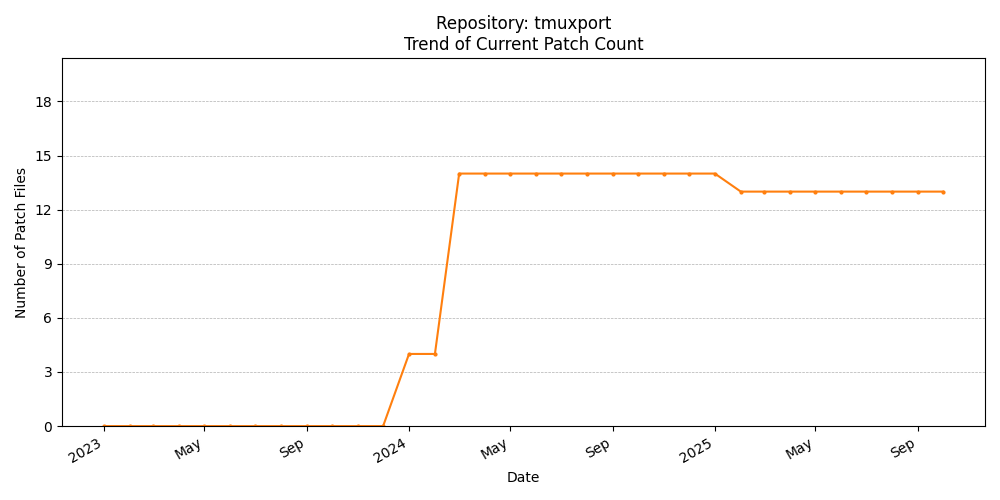 Repository: tmuxport
Trend of Current Patch Count
Number of Patch Files
18
15
12
9
6
3
0
2023
May
Sep
2024
May
Sep
2025
May
Sep
Date